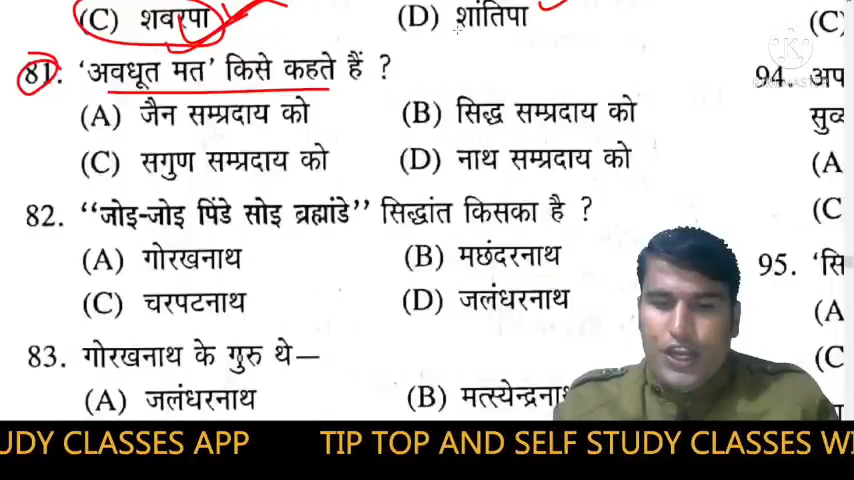 (C) शवरपा (D) शांतिपा (C)
81. ‘अवधूत मत’ किसे कहते हैं ?
(A) जैन सम्प्रदाय को (B) सिद्ध सम्प्रदाय को
(C) सगुण सम्प्रदाय को (D) नाथ सम्प्रदाय को
82. ‘‘जोइ-जोइ पिंडे सोइ ब्रह्मांडे’’ सिद्धांत किसका है ?
(A) गोरखनाथ (B) मछंदरनाथ
(C) चरपटनाथ (D) जलंधरनाथ
83. गोरखनाथ के गुरु थे—
(A) जलंधरनाथ (B) मत्स्येन्द्रना
94. अप
सुव्य
(A
(C
95. ‘सि
(A
(C
UDY CLASSES APP TIP TOP AND SELF STUDY CLASSES WI